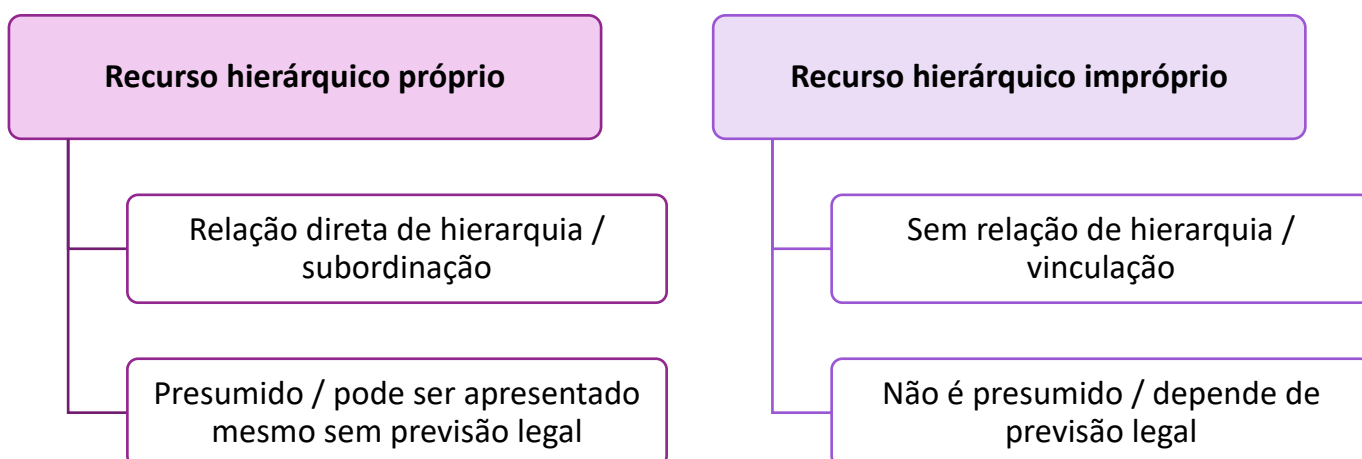 Recurso hierárquico próprio
Relação direta de hierarquia /
subordinação
Presumido / pode ser apresentado
mesmo sem previsão legal
Recurso hierárquico impróprio
Sem relação de hierarquia /
vinculação
Não é presumido / depende de
previsão legal